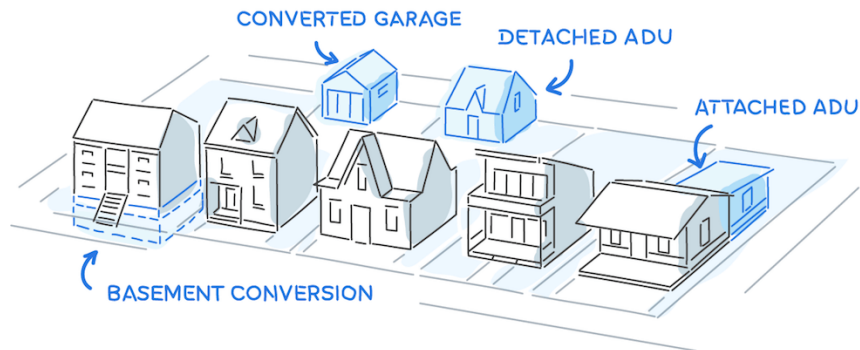 CONVERTED GARAGE
DETACHED ADU
ATTACHED ADU
BASEMENT CONVERSION